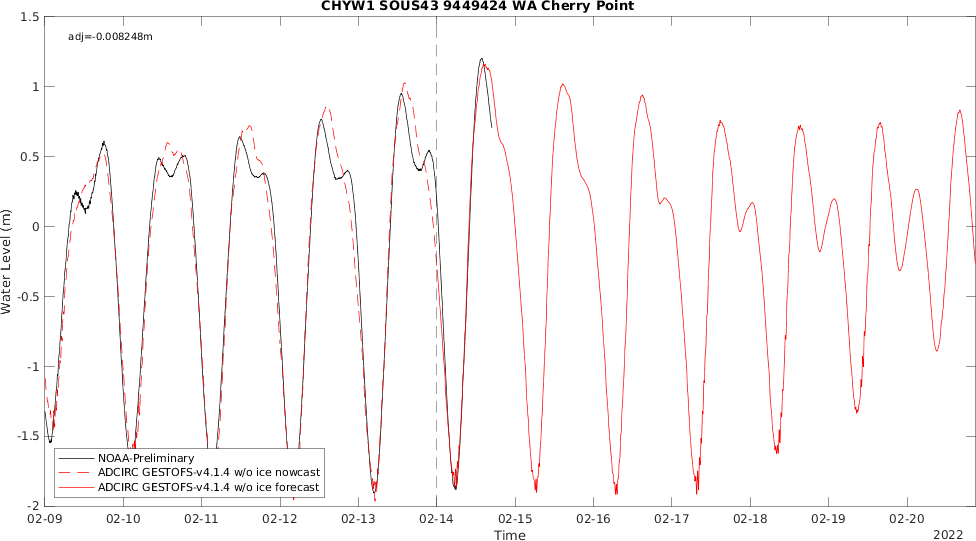 CHYW1 SOUS43 9449424 WA Cherry Point
adj=-0.008248m
1.5
1
0.5
0
-0.5
-1
-1.5
-2
Water Level (m)
NOAA-Preliminary
ADCIRC GESTOFS-v4.1.4 w/o ice nowcast
ADCIRC GESTOFS-v4.1.4 w/o ice forecast
02-09 02-10 02-11 02-12 02-13 02-14 02-15 02-16 02-17 02-18 02-19 02-20
Time
2022